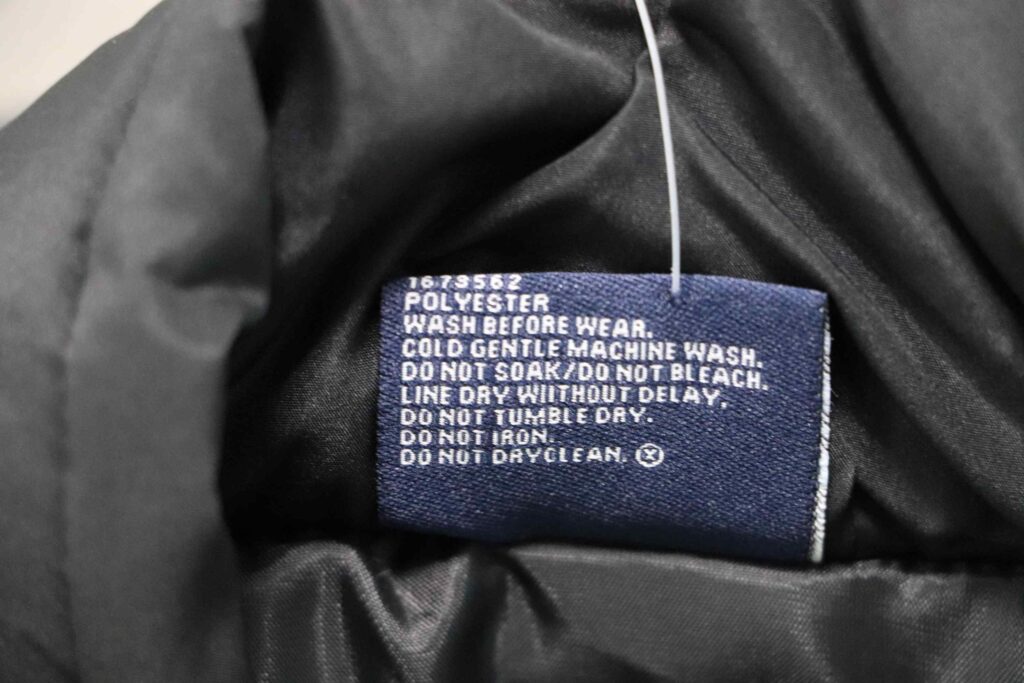 1673562
POLYESTER
WASH BEFORE WEAR.
COLD GENTLE MACHINE WASH.
DO NOT SOAK/DO NOT BLEACH.
LINE DRY WIITHOUT DELAY.
DO NOT TUMBLE DRY.
DO NOT IRON.
DO NOT DRYCLEAN. Ⓧ